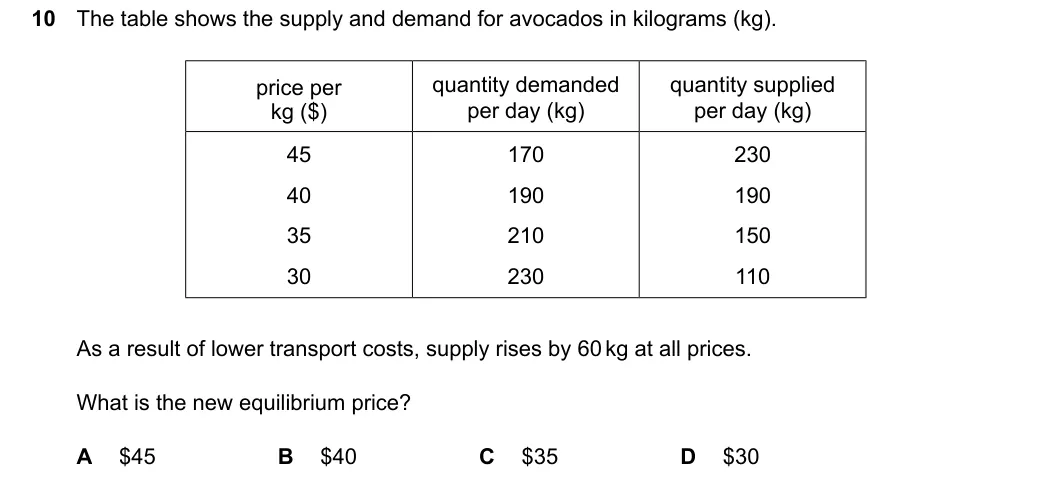 10 The table shows the supply and demand for avocados in kilograms (kg).
price per kg ($) quantity demanded per day (kg) quantity supplied per day (kg)
45 170 230
40 190 190
35 210 150
30 230 110
As a result of lower transport costs, supply rises by 60 kg at all prices.
What is the new equilibrium price?
A $45 B $40 C $35 D $30